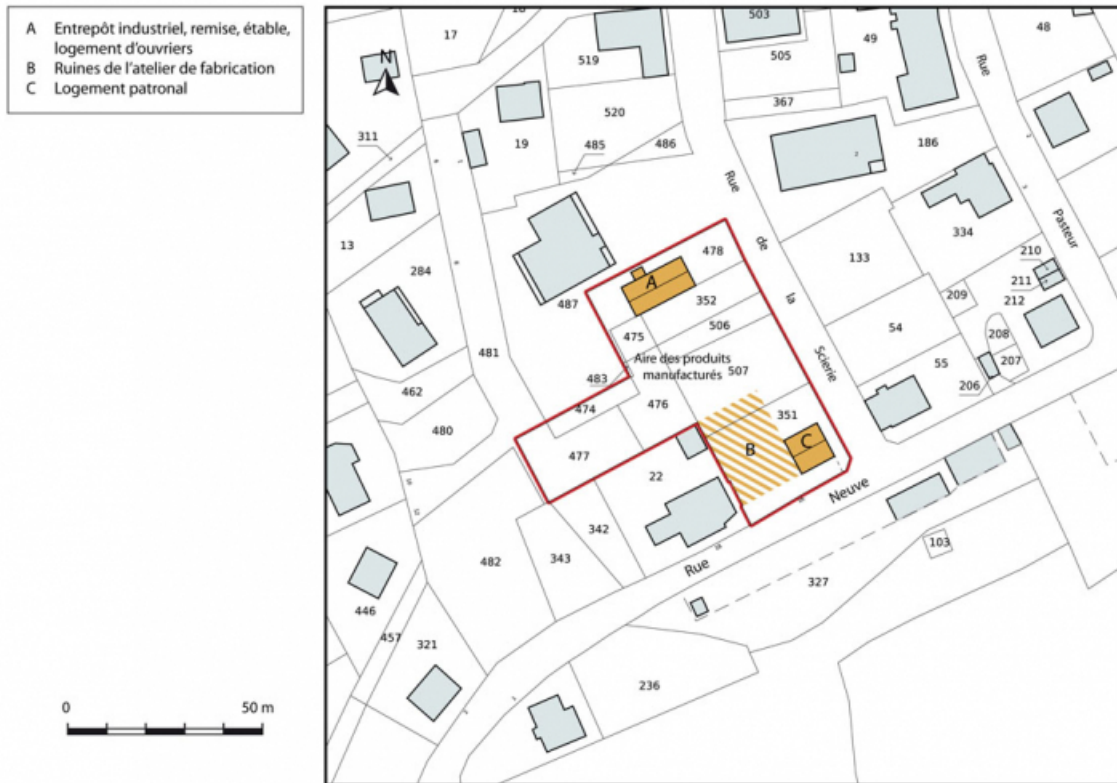 A Entrepôt industriel, remise, étable,
logement d'ouvriers
B Ruines de l'atelier de fabrication
C Logement patronal
N
0 50 m
17
503
48
519
505
49
367
520
311
19
485
486
186
Rue
Pasteur
Rue
de
la
Scierie
13
284
478
133
334
210
211
212
209
487
A
352
475
506
54
208
207
206
55
481
Aire des produits
manufacturés
483
507
462
474
476
351
480
B
C
477
22
Rue
Neuve
342
343
482
103
327
446
457
321
236